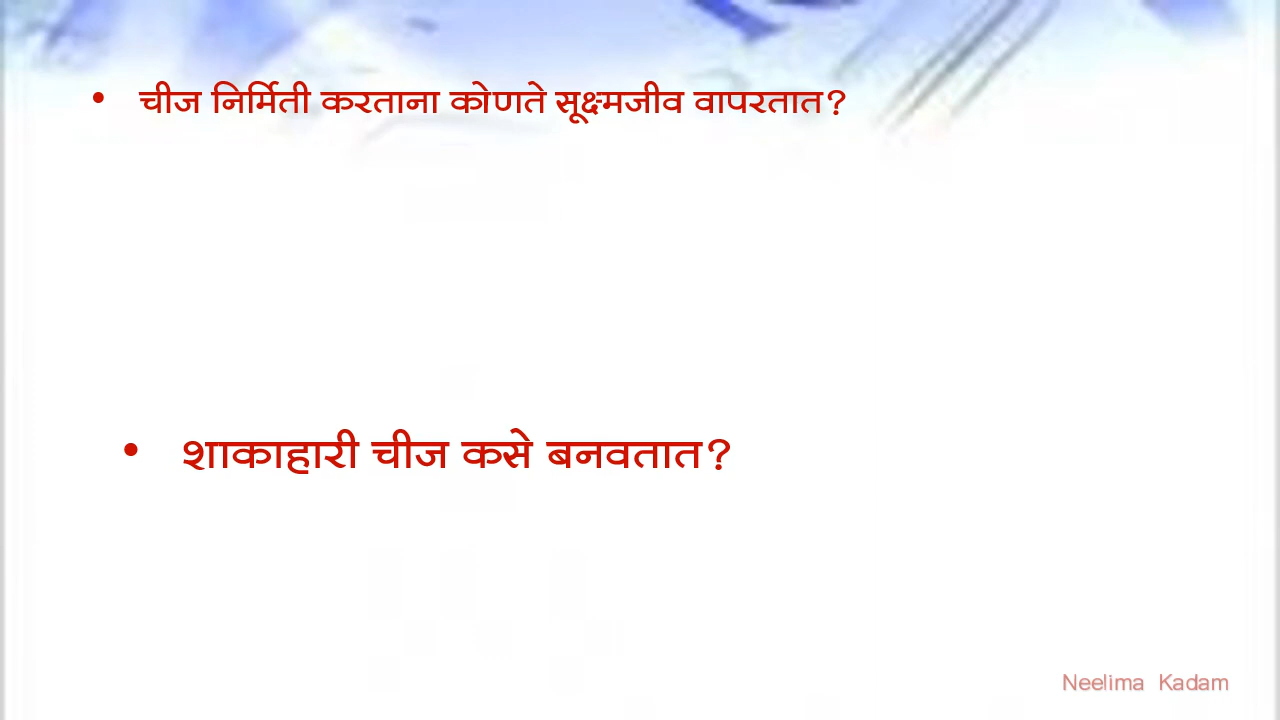 • चीज निर्मिती करताना कोणते सूक्ष्मजीव वापरतात?
• शाकाहारी चीज कसे बनवतात?
Neelima Kadam